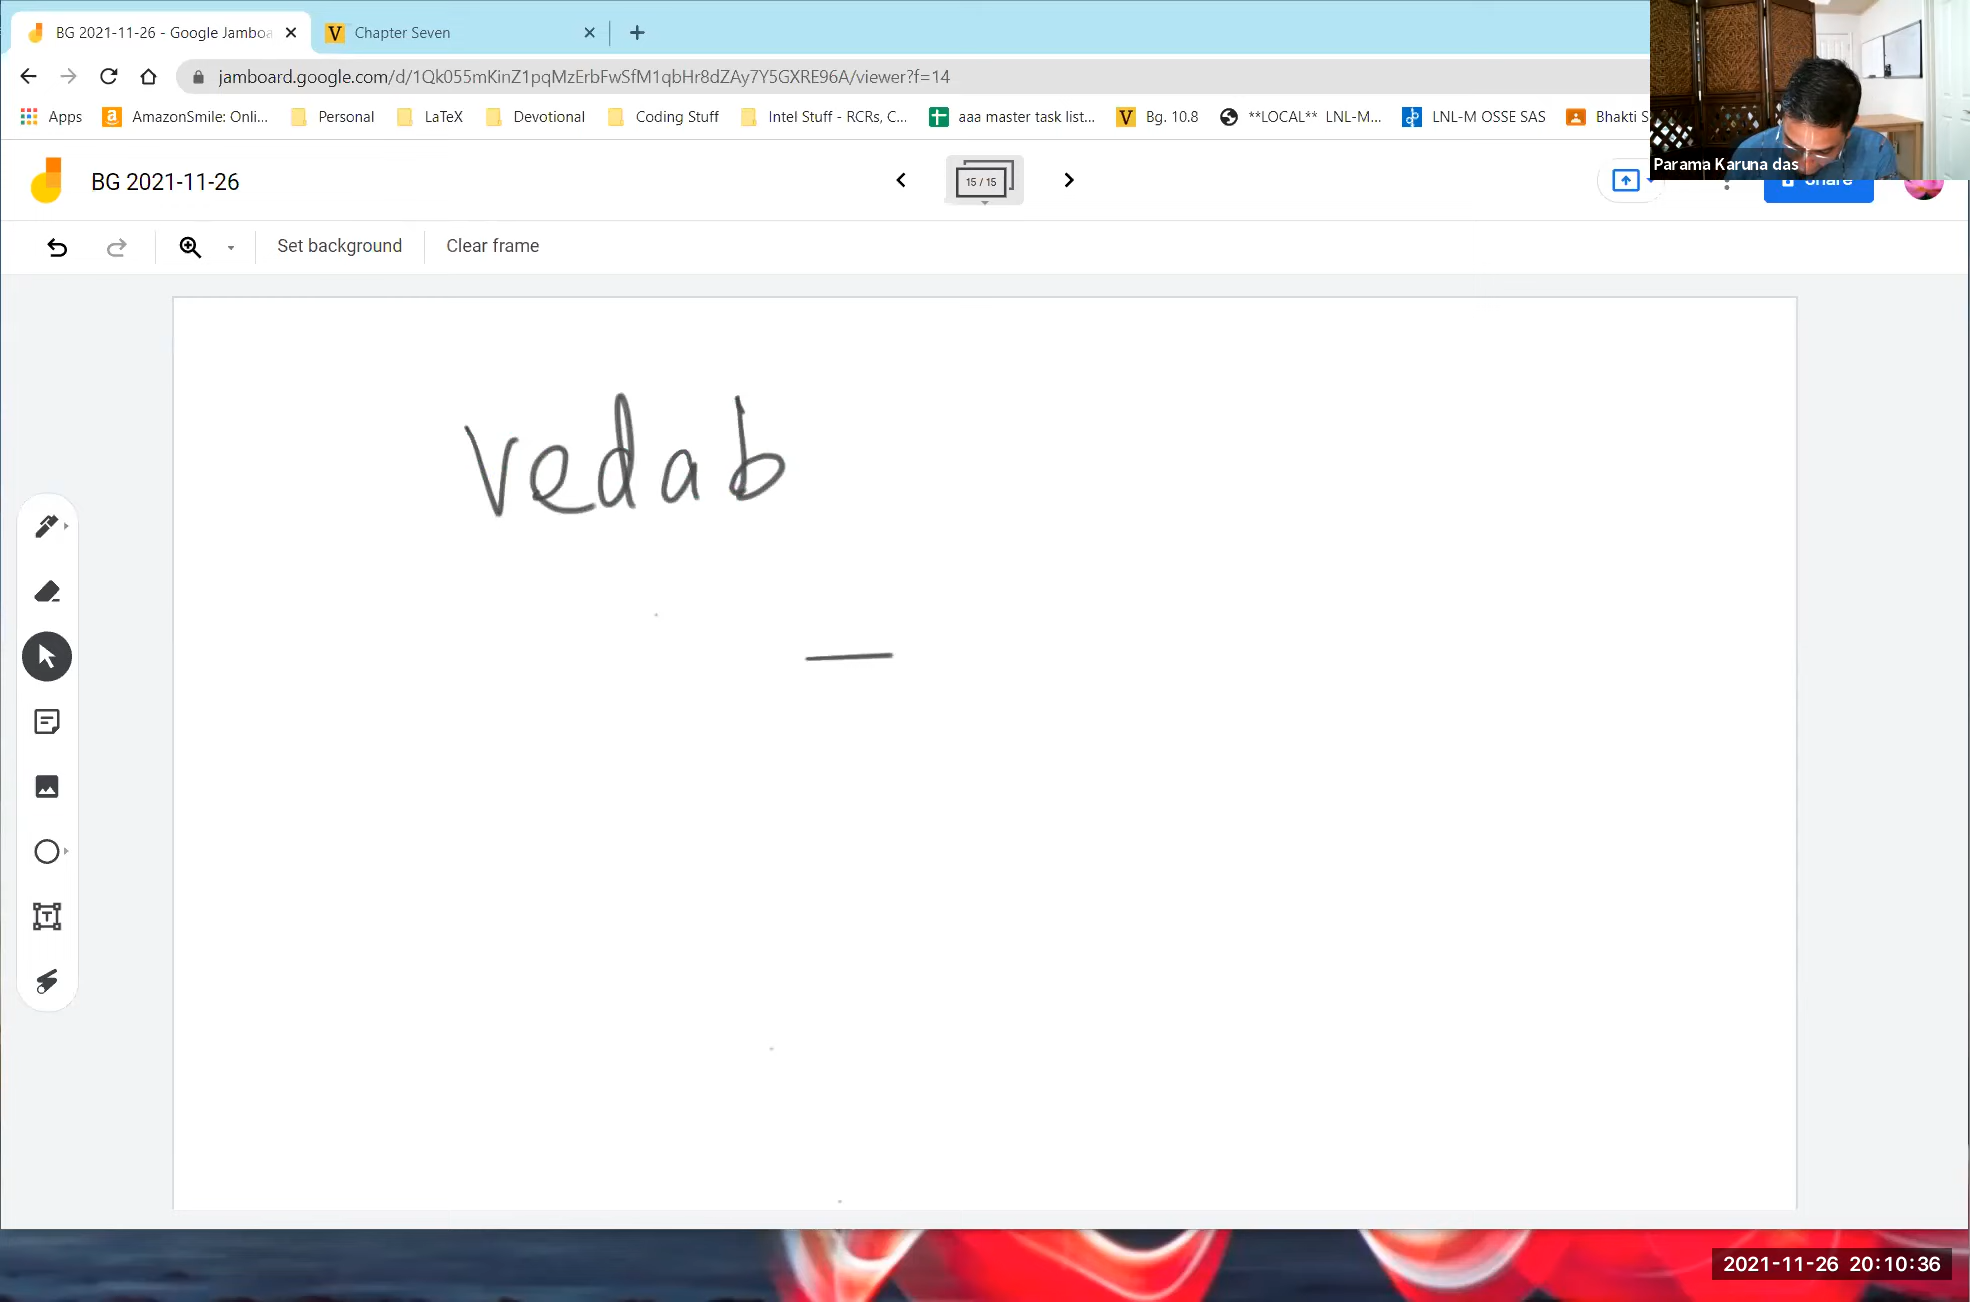 BG 2021-11-26 - Google Jamboa
Chapter Seven
jamboard.google.com/d/1Qk055mKinZ1pqMzErbFwSfM1qbHr8dZAy7Y5GXRE96A/viewer?f=14
Apps AmazonSmile: Onli... Personal LaTeX Devotional Coding Stuff Intel Stuff - RCRs, C... aaa master task list... Bg. 10.8 **LOCAL** LNL-M... LNL-M OSSE SAS Bhakti S
Parama Karuna das
BG 2021-11-26
15 / 15
Share
Set background Clear frame
vedab
2021-11-26 20:10:36